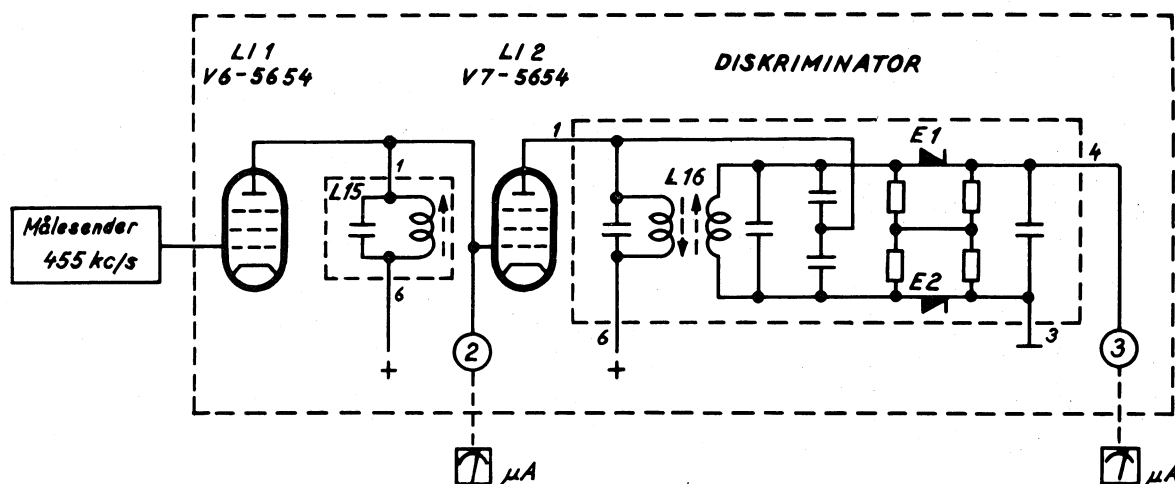 LI 1
V6-5654
LI 2
V7-5654
DISKRIMINATOR
Målesender
455 kc/s
L15
1
6
+
2
µA
1
L16
6
+
E1
E2
4
3
3
µA